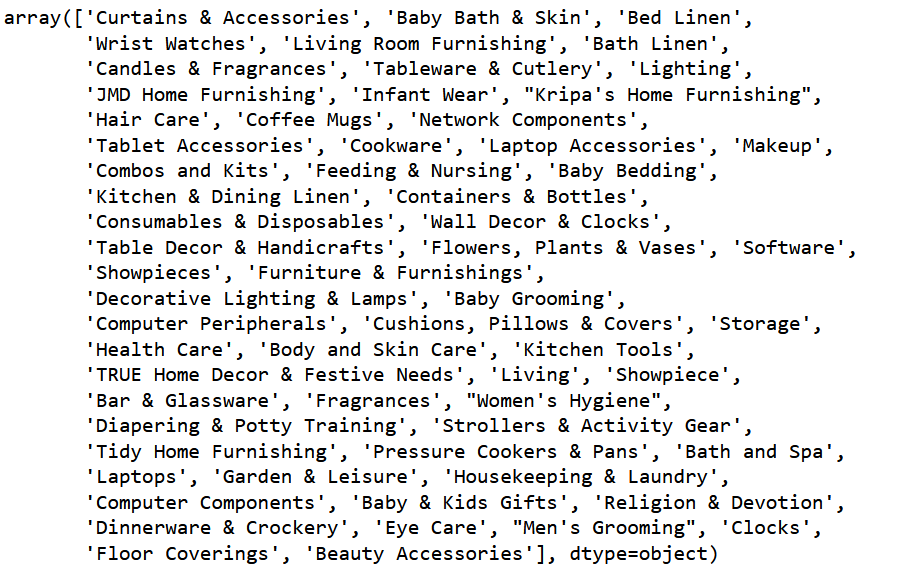 array(['Curtains & Accessories', 'Baby Bath & Skin', 'Bed Linen',
'Wrist Watches', 'Living Room Furnishing', 'Bath Linen',
'Candles & Fragrances', 'Tableware & Cutlery', 'Lighting',
'JMD Home Furnishing', 'Infant Wear', "Kripa's Home Furnishing",
'Hair Care', 'Coffee Mugs', 'Network Components',
'Tablet Accessories', 'Cookware', 'Laptop Accessories', 'Makeup',
'Combos and Kits', 'Feeding & Nursing', 'Baby Bedding',
'Kitchen & Dining Linen', 'Containers & Bottles',
'Consumables & Disposables', 'Wall Decor & Clocks',
'Table Decor & Handicrafts', 'Flowers, Plants & Vases', 'Software',
'Showpieces', 'Furniture & Furnishings',
'Decorative Lighting & Lamps', 'Baby Grooming',
'Computer Peripherals', 'Cushions, Pillows & Covers', 'Storage',
'Health Care', 'Body and Skin Care', 'Kitchen Tools',
'TRUE Home Decor & Festive Needs', 'Living', 'Showpiece',
'Bar & Glassware', 'Fragrances', "Women's Hygiene",
'Diapering & Potty Training', 'Strollers & Activity Gear',
'Tidy Home Furnishing', 'Pressure Cookers & Pans', 'Bath and Spa',
'Laptops', 'Garden & Leisure', 'Housekeeping & Laundry',
'Computer Components', 'Baby & Kids Gifts', 'Religion & Devotion',
'Dinnerware & Crockery', 'Eye Care', "Men's Grooming", 'Clocks',
'Floor Coverings', 'Beauty Accessories'], dtype=object)